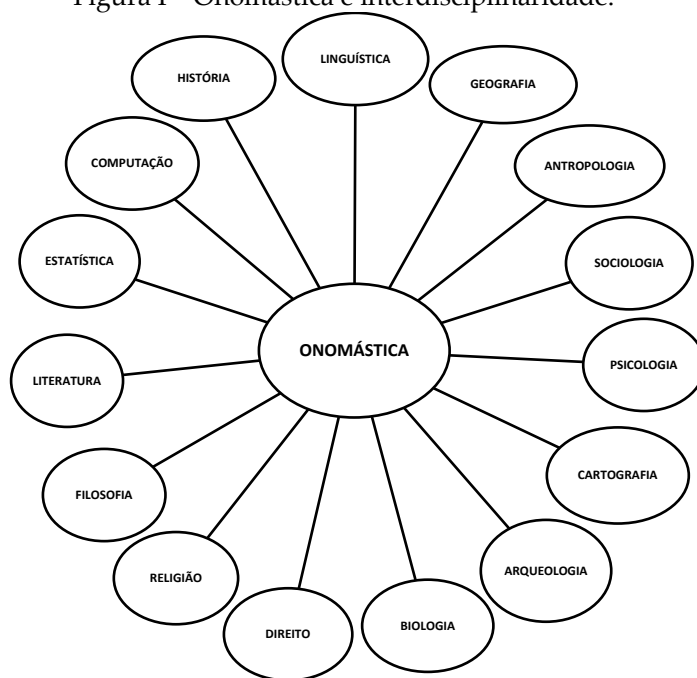 Figura 1 - Onomástica e interdisciplinaridade.
LINGUÍSTICA
HISTÓRIA
GEOGRAFIA
COMPUTAÇÃO
ANTROPOLOGIA
ESTATÍSTICA
SOCIOLOGIA
ONOMÁSTICA
PSICOLOGIA
LITERATURA
CARTOGRAFIA
FILOSOFIA
ARQUEOLOGIA
RELIGIÃO
BIOLOGIA
DIREITO